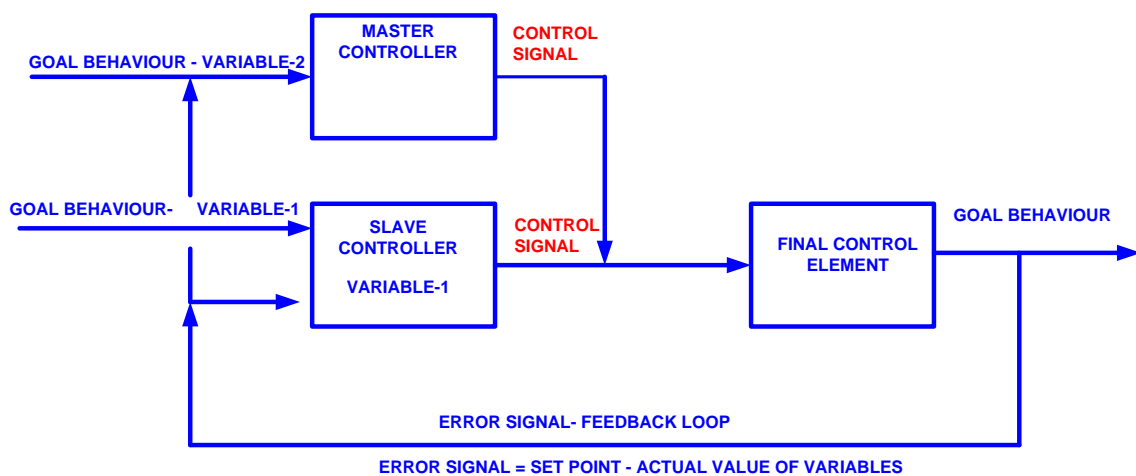 MASTER
CONTROLLER
CONTROL
SIGNAL
GOAL BEHAVIOUR - VARIABLE-2
GOAL BEHAVIOUR- VARIABLE-1
SLAVE
CONTROLLER
VARIABLE-1
CONTROL
SIGNAL
FINAL CONTROL
ELEMENT
GOAL BEHAVIOUR
ERROR SIGNAL- FEEDBACK LOOP
ERROR SIGNAL = SET POINT - ACTUAL VALUE OF VARIABLES